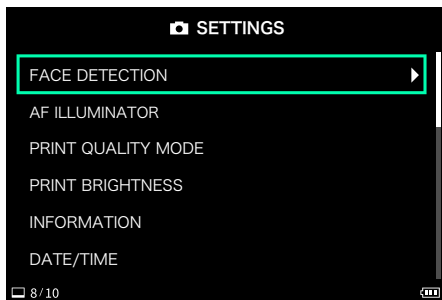 SETTINGS
FACE DETECTION
AF ILLUMINATOR
PRINT QUALITY MODE
PRINT BRIGHTNESS
INFORMATION
DATE/TIME
8/10